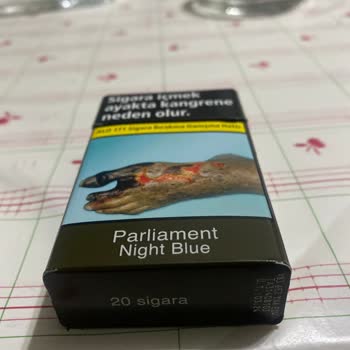 Sigara içmek
ayakta kangrene
neden olur.
ALO 171 Sigara Bırakma Danışma Hattı
Parliament
Night Blue
20 sigara